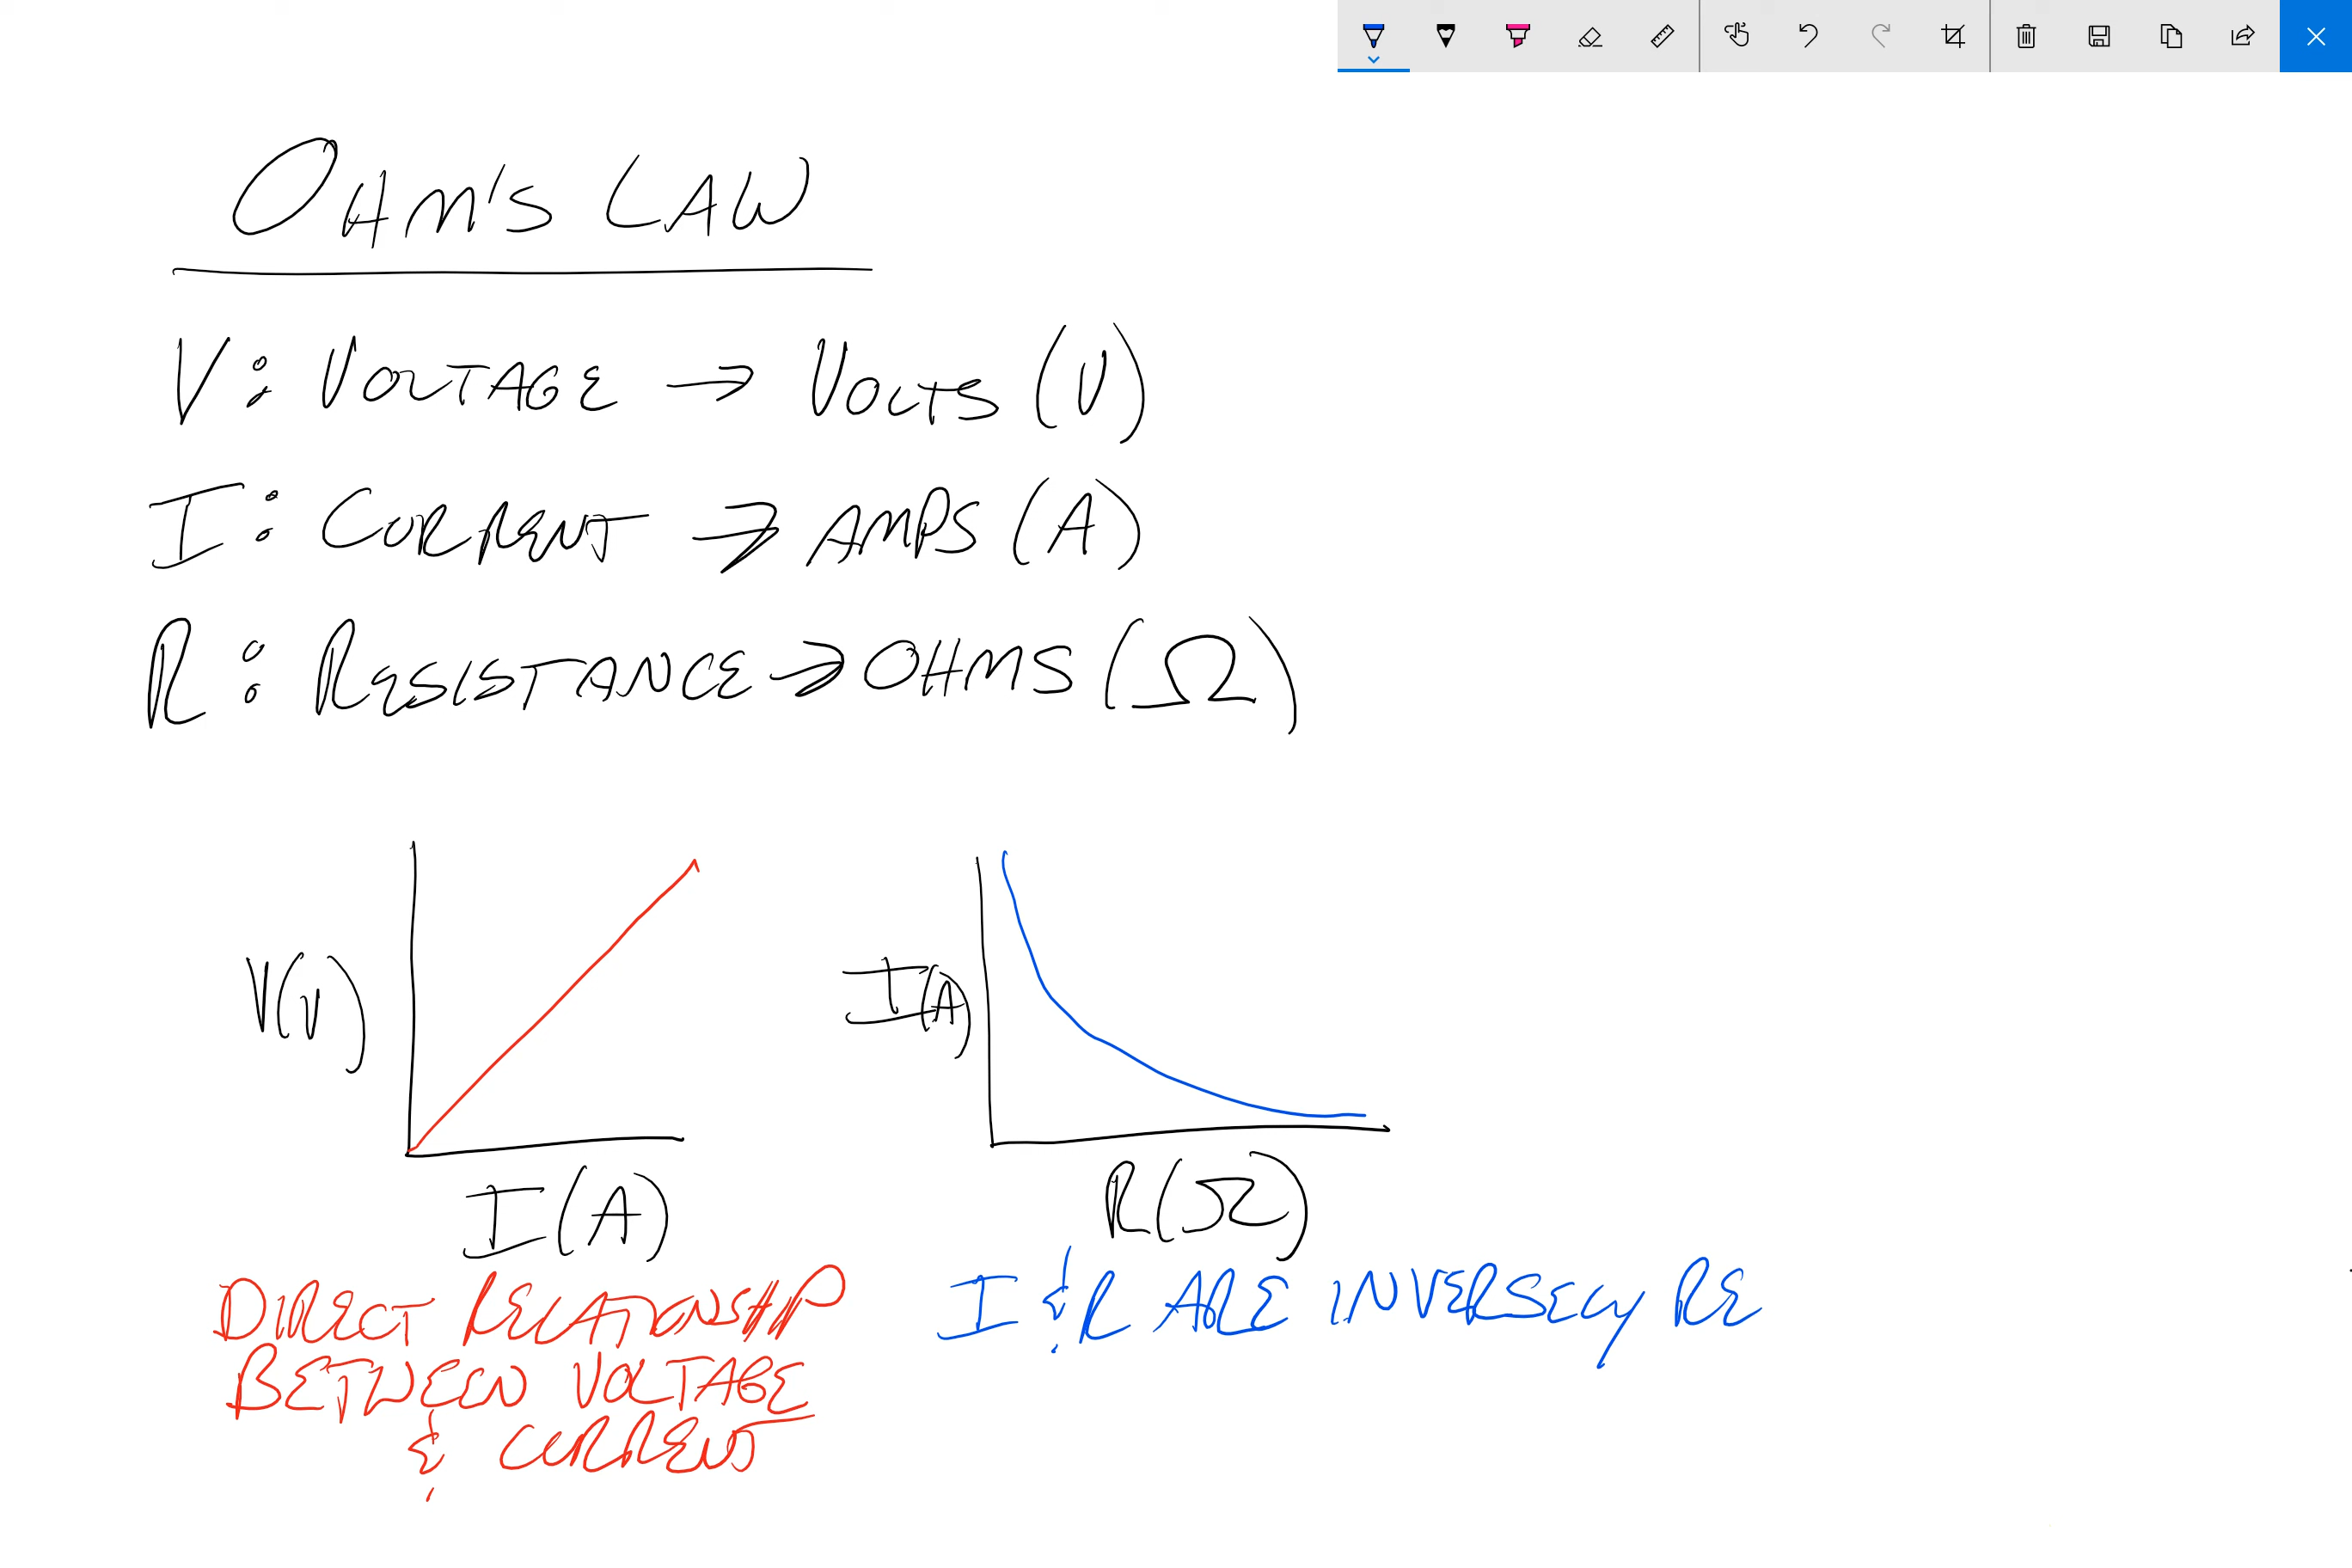 OHM'S LAW
V: VOLTAGE → VOLTS (V)
I: CURRENT → AMPS (A)
R: RESISTANCE → OHMS (Ω)
V(V)
I(A)
I(A)
R(Ω)
DIRECT RELATIONSHIP
BETWEEN VOLTAGE
& CURRENT
I & R ARE INVERSELY RE